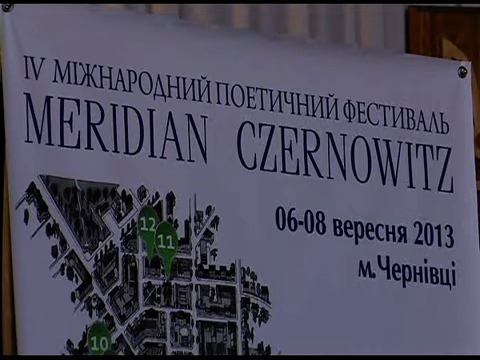 IV МІЖНАРОДНИЙ ПОЕТИЧНИЙ ФЕСТИВАЛЬ
MERIDIAN CZERNOWITZ
06-08 вересня 2013
м.Чернівці
12
11
10